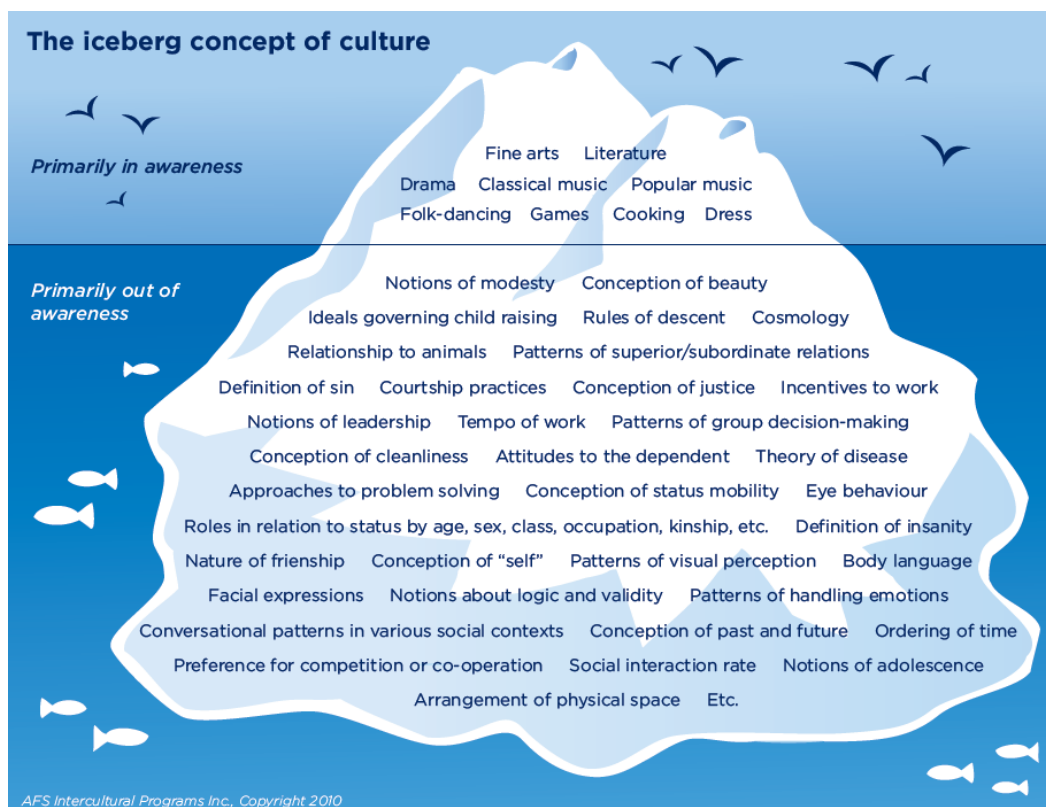 The iceberg concept of culture
Primarily in awareness
Fine arts Literature
Drama Classical music Popular music
Folk-dancing Games Cooking Dress
Primarily out of
awareness
Notions of modesty Conception of beauty
Ideals governing child raising Rules of descent Cosmology
Relationship to animals Patterns of superior/subordinate relations
Definition of sin Courtship practices Conception of justice Incentives to work
Notions of leadership Tempo of work Patterns of group decision-making
Conception of cleanliness Attitudes to the dependent Theory of disease
Approaches to problem solving Conception of status mobility Eye behaviour
Roles in relation to status by age, sex, class, occupation, kinship, etc. Definition of insanity
Nature of frienship Conception of “self” Patterns of visual perception Body language
Facial expressions Notions about logic and validity Patterns of handling emotions
Conversational patterns in various social contexts Conception of past and future Ordering of time
Preference for competition or co-operation Social interaction rate Notions of adolescence
Arrangement of physical space Etc.
AFS Intercultural Programs Inc., Copyright 2010